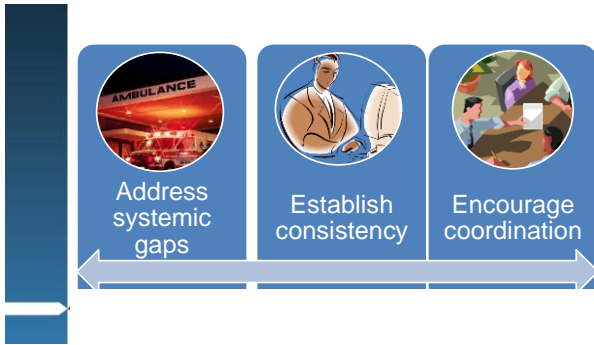 AMBULANCE
Address
systemic
gaps
Establish
consistency
Encourage
coordination